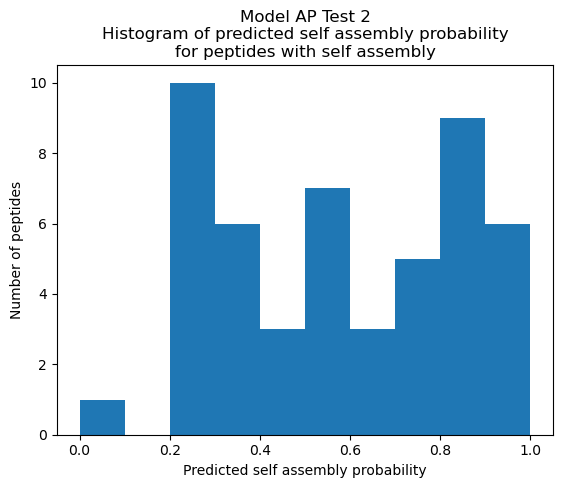 Model AP Test 2
Histogram of predicted self assembly probability
for peptides with self assembly
10
8
6
4
2
0
Number of peptides
0.0 0.2 0.4 0.6 0.8 1.0
Predicted self assembly probability